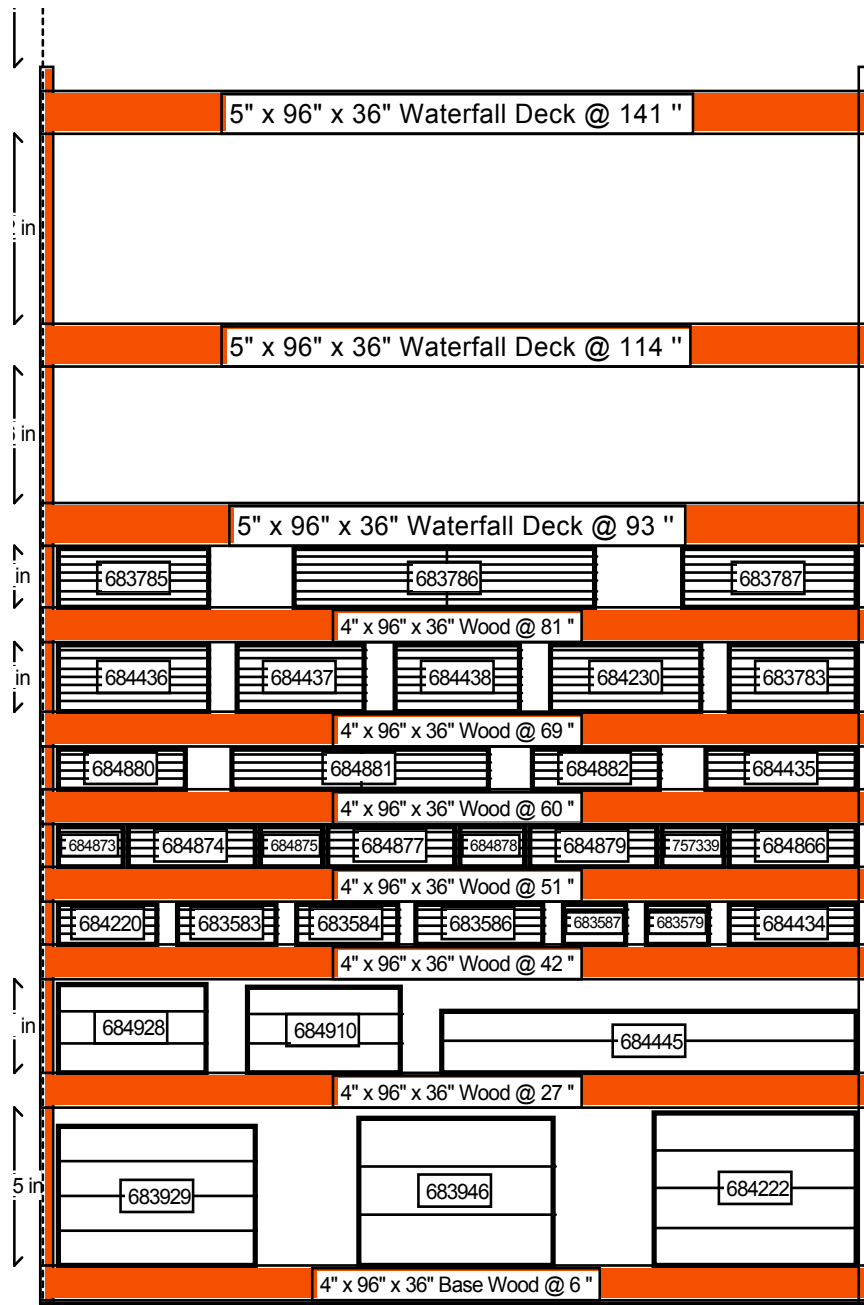 5" x 96" x 36" Waterfall Deck @ 141 "
in
5" x 96" x 36" Waterfall Deck @ 114 "
in
5" x 96" x 36" Waterfall Deck @ 93 "
in
683785 683786 683787
4" x 96" x 36" Wood @ 81 "
in
684436 684437 684438 684230 683783
4" x 96" x 36" Wood @ 69 "
684880 684881 684882 684435
4" x 96" x 36" Wood @ 60 "
684873 684874 684875 684877 684878 684879 757339 684866
4" x 96" x 36" Wood @ 51 "
684220 683583 683584 683586 683587 683579 684434
4" x 96" x 36" Wood @ 42 "
in
684928 684910 684445
4" x 96" x 36" Wood @ 27 "
5 in
683929 683946 684222
4" x 96" x 36" Base Wood @ 6 "